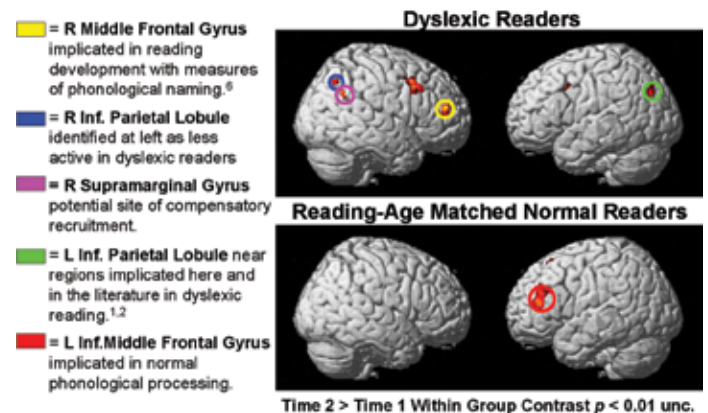 = R Middle Frontal Gyrus
implicated in reading
development with measures
of phonological naming.⁶
= R Inf. Parietal Lobule
identified at left as less
active in dyslexic readers
= R Supramarginal Gyrus
potential site of compensatory
recruitment.
= L Inf. Parietal Lobule near
regions implicated here and
in the literature in dyslexic
reading.¹,²
= L Inf.Middle Frontal Gyrus
implicated in normal
phonological processing.
Dyslexic Readers
Reading-Age Matched Normal Readers
Time 2 > Time 1 Within Group Contrast p < 0.01 unc.